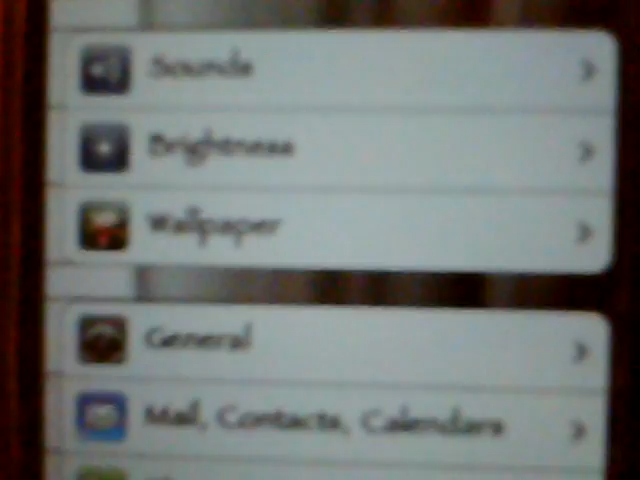 Sounds
Brightness
Wallpaper
General
Mail, Contacts, Calendars